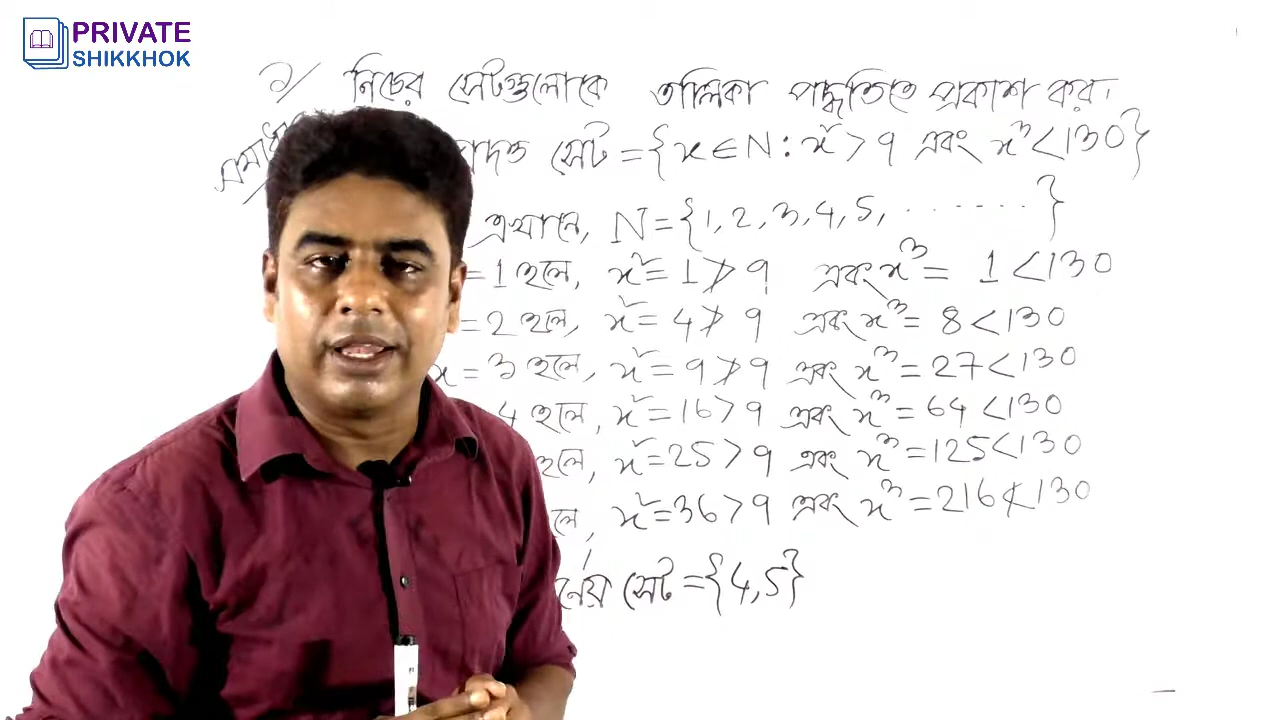 PRIVATE
SHIKKHOK
১/ নিচের সেটগুলোকে তালিকা পদ্ধতিতে প্রকাশ কর।
সেট = {x ∈ N : x² > 9 এবং x³ < 130}
এখানে, N = {1, 2, 3, 4, 5, ........}
= 1 হলে, x² = 1 ≯ 9 এবং x³ = 1 < 130
= 2 হলে, x² = 4 ≯ 9 এবং x³ = 8 < 130
x = 3 হলে, x² = 9 ≯ 9 এবং x³ = 27 < 130
4 হলে, x² = 16 > 9 এবং x³ = 64 < 130
হলে, x² = 25 > 9 এবং x³ = 125 < 130
লে, x² = 36 > 9 এবং x³ = 216 ≮ 130
র্ণেয় সেট = {4, 5}